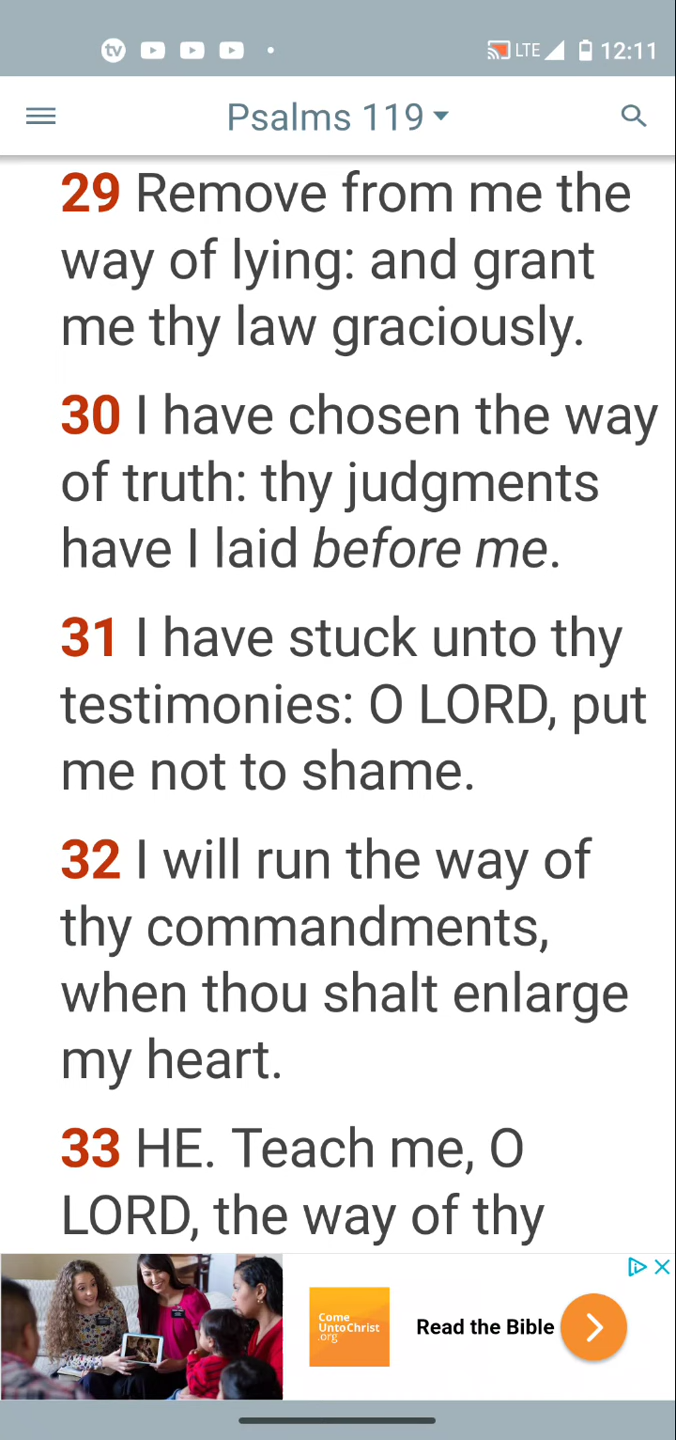 tv LTE 12:11
Psalms 119
29 Remove from me the
way of lying: and grant
me thy law graciously.
30 I have chosen the way
of truth: thy judgments
have I laid before me.
31 I have stuck unto thy
testimonies: O LORD, put
me not to shame.
32 I will run the way of
thy commandments,
when thou shalt enlarge
my heart.
33 HE. Teach me, O
LORD, the way of thy
Come
UntoChrist
.org
Read the Bible